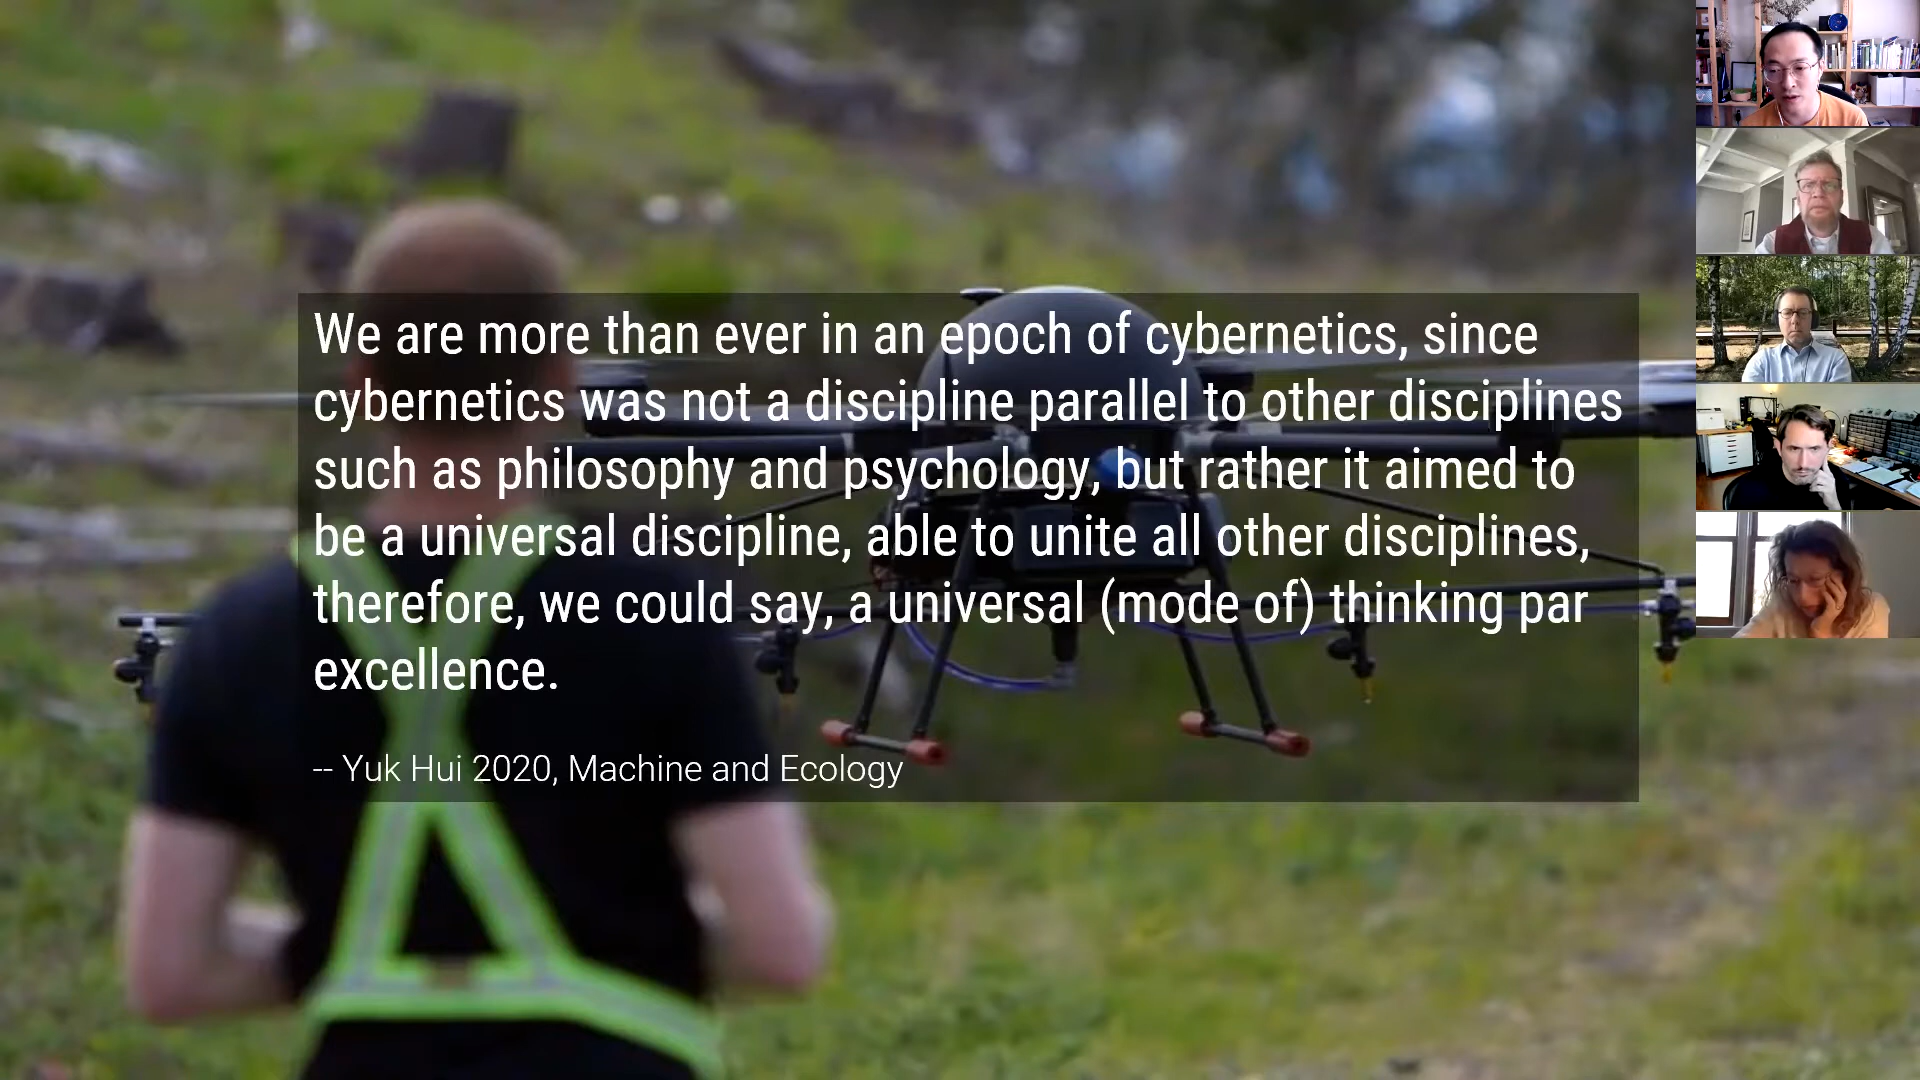 We are more than ever in an epoch of cybernetics, since
cybernetics was not a discipline parallel to other disciplines
such as philosophy and psychology, but rather it aimed to
be a universal discipline, able to unite all other disciplines,
therefore, we could say, a universal (mode of) thinking par
excellence.
-- Yuk Hui 2020, Machine and Ecology